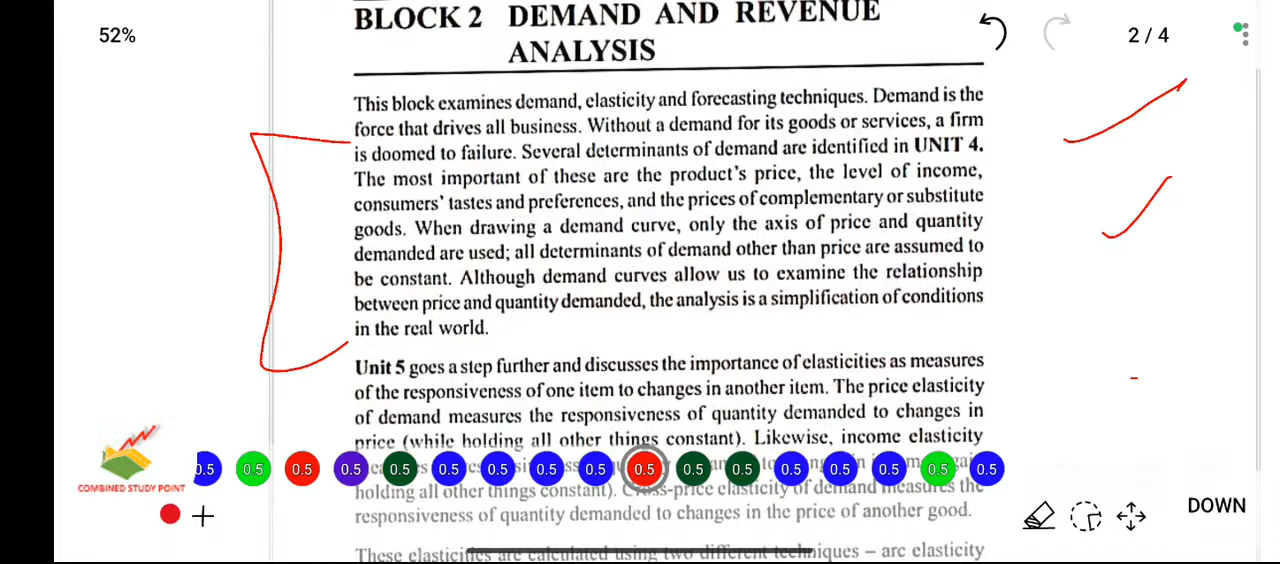 52%
2 / 4
BLOCK 2 DEMAND AND REVENUE
ANALYSIS
This block examines demand, elasticity and forecasting techniques. Demand is the
force that drives all business. Without a demand for its goods or services, a firm
is doomed to failure. Several determinants of demand are identified in UNIT 4.
The most important of these are the product's price, the level of income,
consumers' tastes and preferences, and the prices of complementary or substitute
goods. When drawing a demand curve, only the axis of price and quantity
demanded are used; all determinants of demand other than price are assumed to
be constant. Although demand curves allow us to examine the relationship
between price and quantity demanded, the analysis is a simplification of conditions
in the real world.
Unit 5 goes a step further and discusses the importance of elasticities as measures
of the responsiveness of one item to changes in another item. The price elasticity
of demand measures the responsiveness of quantity demanded to changes in
price (while holding all other things constant). Likewise, income elasticity
0.5 0.5 0.5 0.5 0.5 0.5 0.5 0.5 0.5 0.5 0.5 0.5 0.5 0.5 0.5 0.5 0.5
COMBINED STUDY POINT
holding all other things constant). Cross-price elasticity of demand measures the
responsiveness of quantity demanded to changes in the price of another good.
DOWN
These elasticities are calculated using two different techniques – arc elasticity